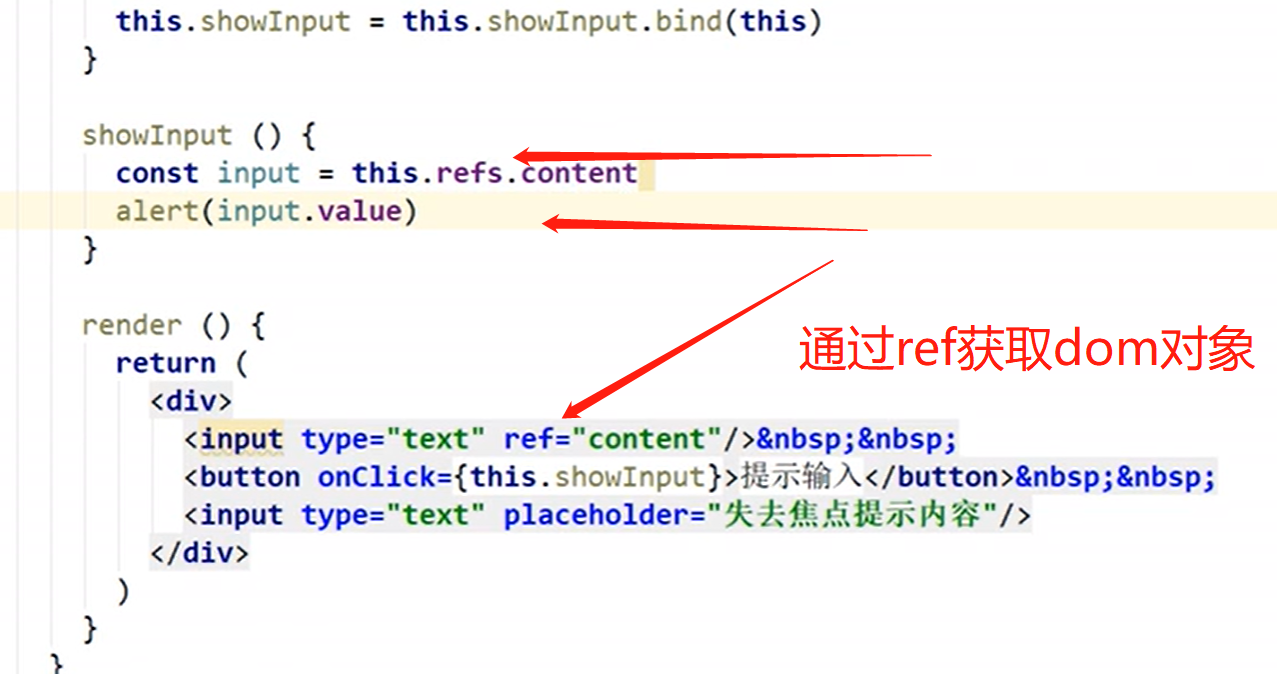 this.showInput = this.showInput.bind(this)
}
showInput () {
const input = this.refs.content
alert(input.value)
}
render () {
return (
<div>
<input type="text" ref="content"/>&nbsp;&nbsp;
<button onClick={this.showInput}>提示输入</button>&nbsp;&nbsp;
<input type="text" placeholder="失去焦点提示内容"/>
</div>
)
}
}
通过ref获取dom对象